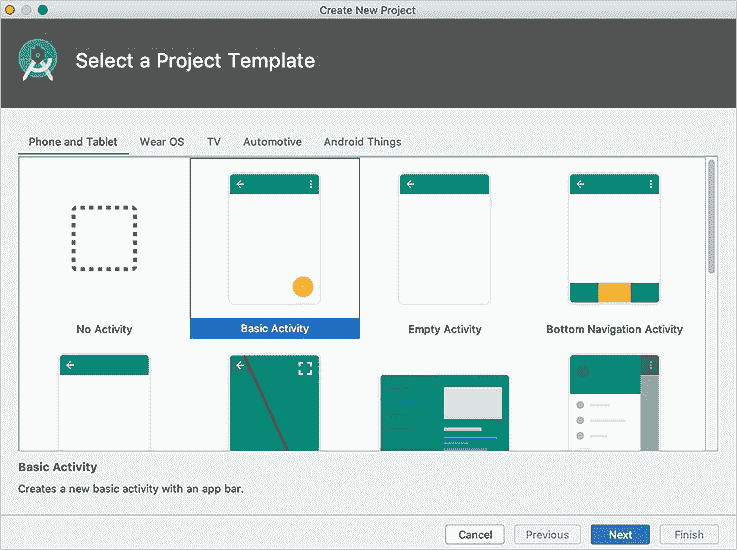 Create New Project
Select a Project Template
Phone and Tablet Wear OS TV Automotive Android Things
No Activity Basic Activity Empty Activity Bottom Navigation Activity
Basic Activity
Creates a new basic activity with an app bar.
Cancel Previous Next Finish